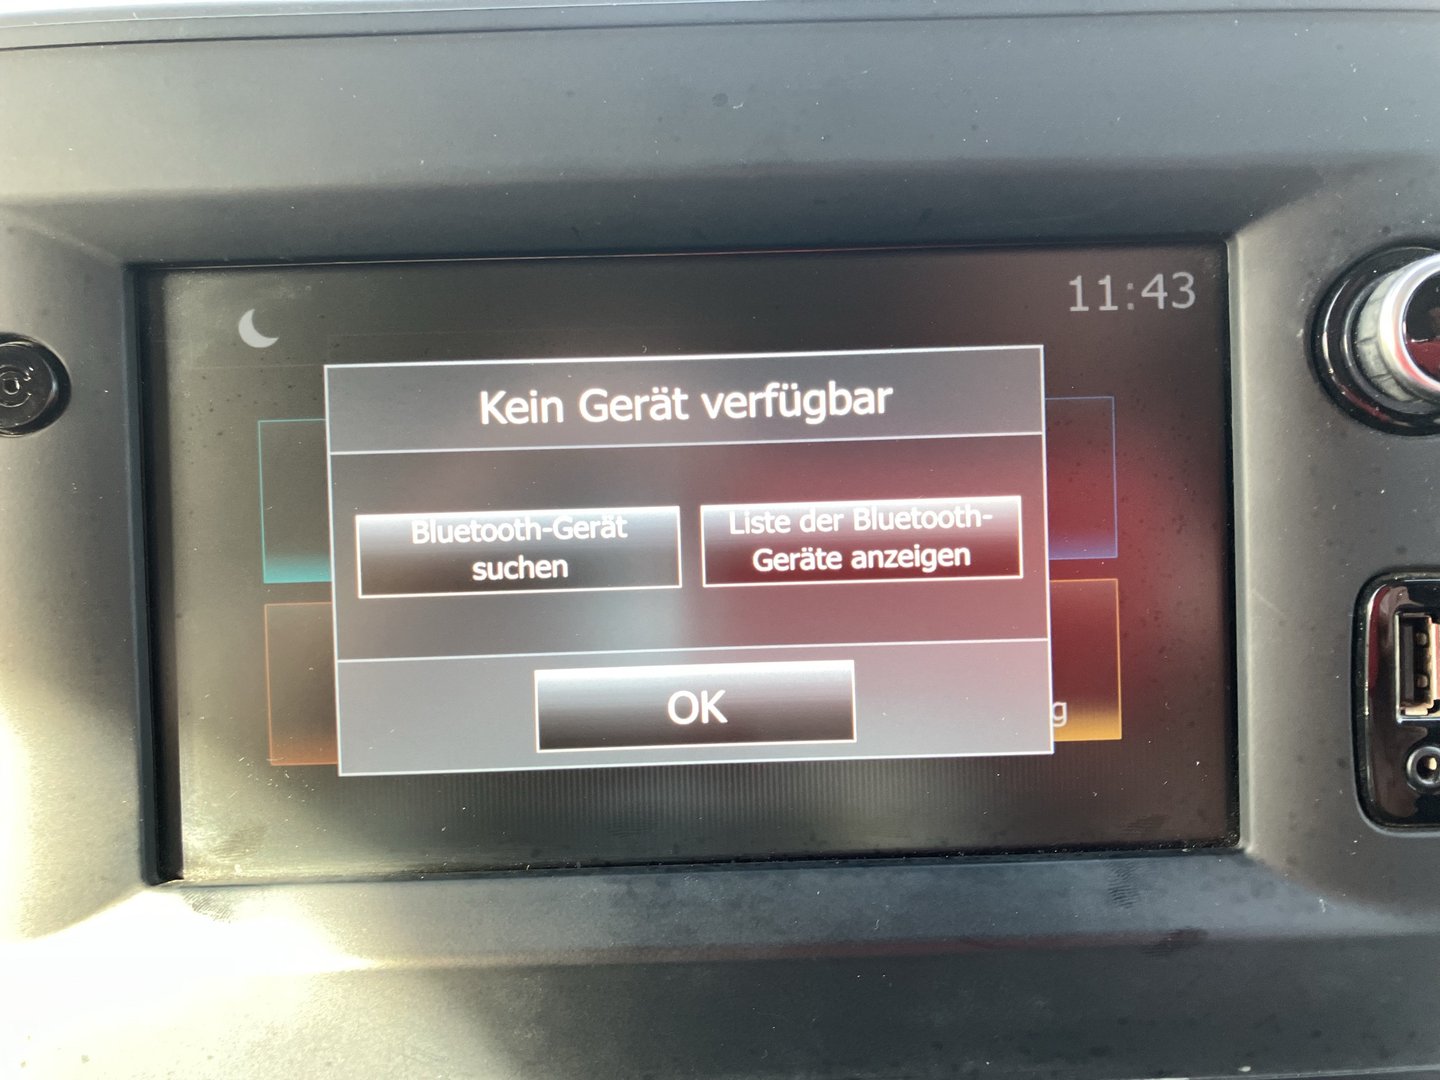 11:43
Kein Gerät verfügbar
Bluetooth-Gerät
suchen
Liste der Bluetooth-
Geräte anzeigen
OK
g